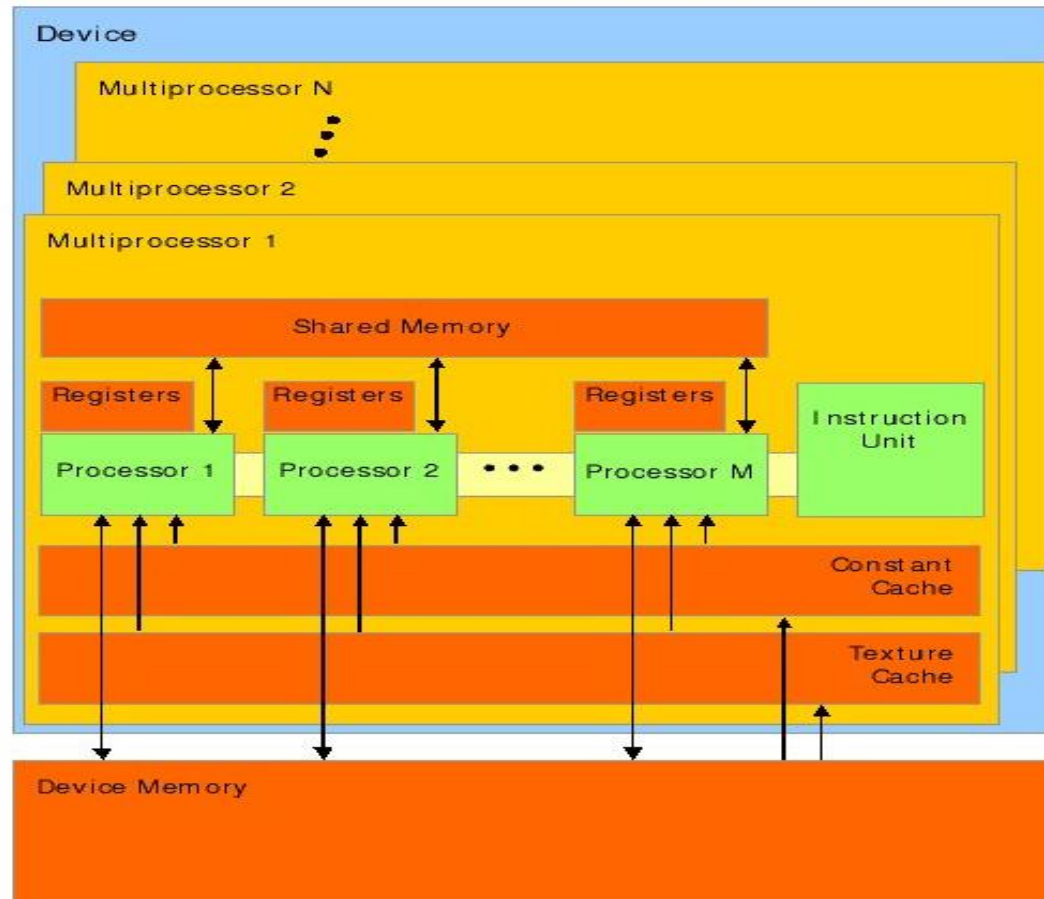 Device
Multiprocessor N
Multiprocessor 2
Multiprocessor 1
Shared Memory
Registers
Registers
Registers
Instruction
Unit
Processor 1
Processor 2
Processor M
Constant
Cache
Texture
Cache
Device Memory